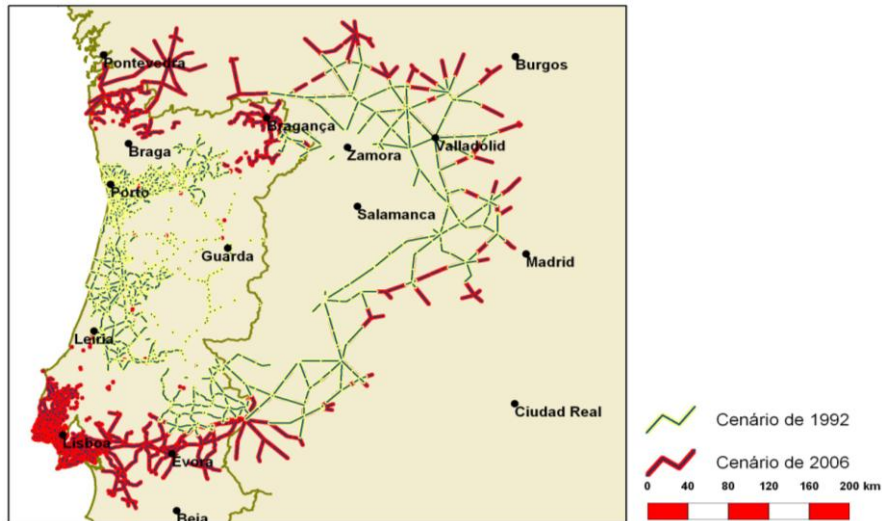 Pontevedra
Burgos
Bragança
Braga
Zamora
Valladolid
Porto
Salamanca
Guarda
Madrid
Leiria
Ciudad Real
Lisboa
Évora
Beja
Cenário de 1992
Cenário de 2006
0 40 80 120 160 200 km